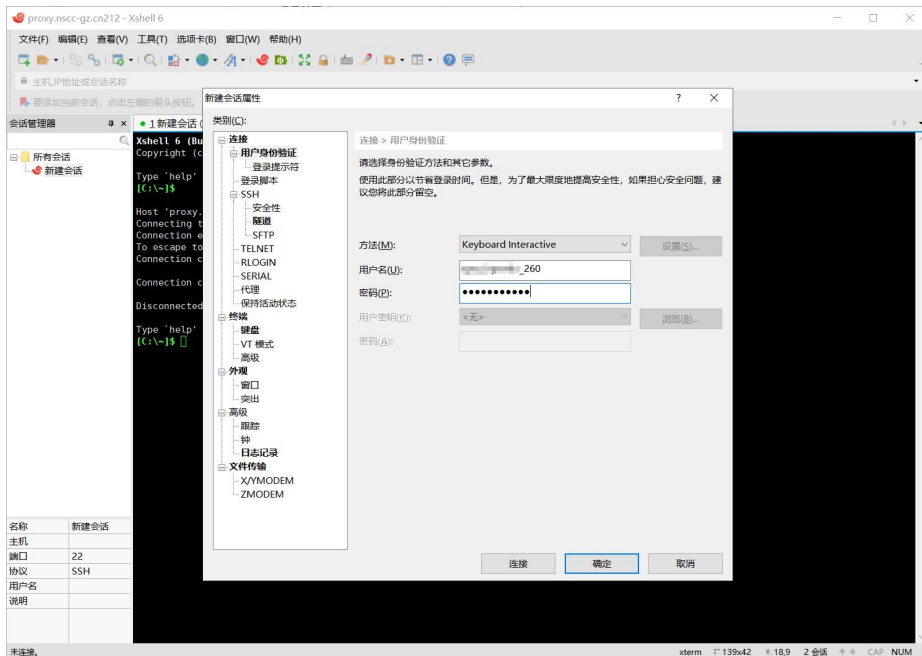 proxy.nscc-gz.cn212 - Xshell 6
文件(F) 编辑(E) 查看(V) 工具(T) 选项卡(B) 窗口(W) 帮助(H)
主机,IP地址或会话名称
要添加当前会话，点击左侧的箭头按钮。
会话管理器
1 新建会话
所有会话
新建会话
Xshell 6 (Bu
Copyright (c
Type `help'
[C:\~]$
Host 'proxy.
Connecting t
Connection e
To escape to
Connection c
Connection c
Disconnected
Type `help'
[C:\~]$
新建会话属性
? ×
类别(C):
连接
用户身份验证
登录提示符
登录脚本
SSH
安全性
隧道
SFTP
TELNET
RLOGIN
SERIAL
代理
保持活动状态
终端
键盘
VT 模式
高级
外观
窗口
突出
高级
跟踪
钟
日志记录
文件传输
X/YMODEM
ZMODEM
连接 > 用户身份验证
请选择身份验证方法和其它参数。
使用此部分以节省登录时间。但是，为了最大限度地提高安全性，如果担心安全问题，建
议您将此部分留空。
方法(M): Keyboard Interactive 设置(S)...
用户名(U): _260
密码(P): ●●●●●●●●●●●
用户密钥(K): <无> 浏览(B)...
密码(A):
连接 确定 取消
名称 新建会话
主机
端口 22
协议 SSH
用户名
说明
未连接。 xterm 139x42 18,9 2 会话 CAP NUM